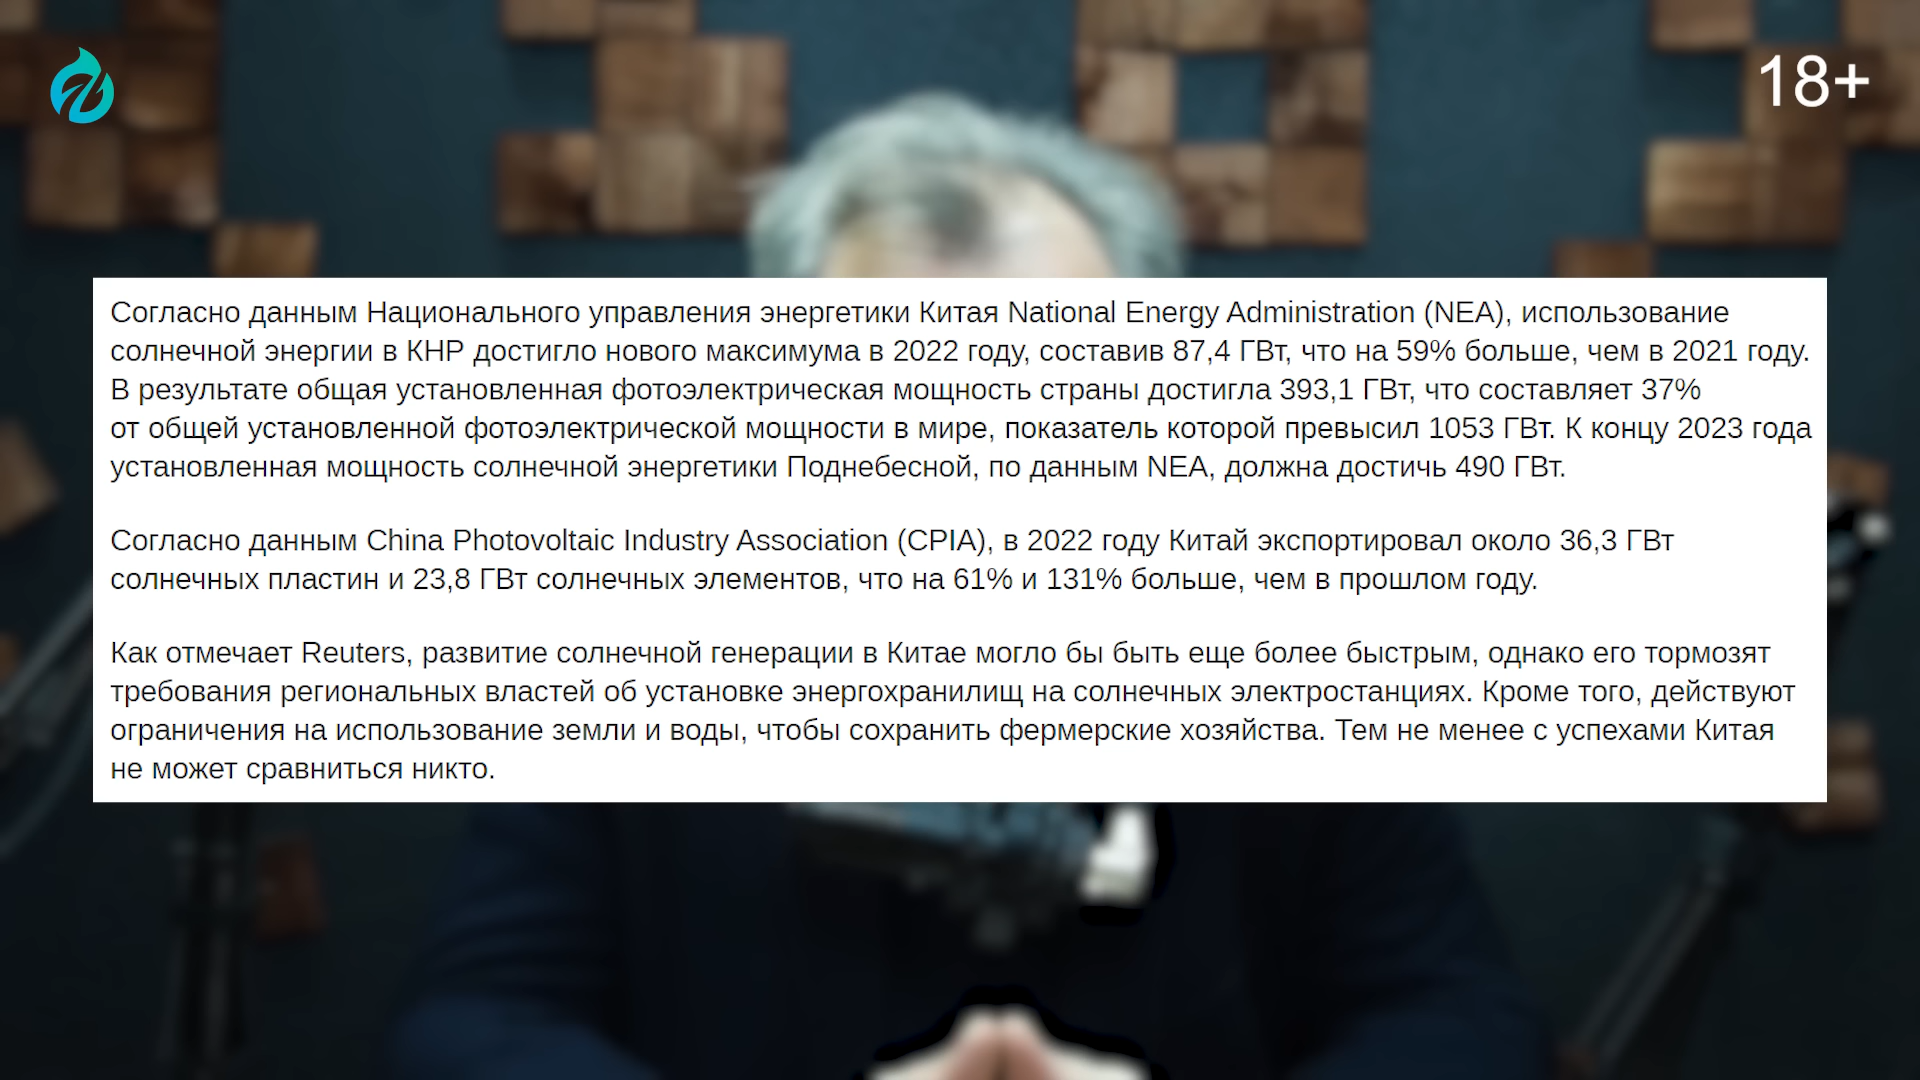 18+
Согласно данным Национального управления энергетики Китая National Energy Administration (NEA), использование
солнечной энергии в КНР достигло нового максимума в 2022 году, составив 87,4 ГВт, что на 59% больше, чем в 2021 году.
В результате общая установленная фотоэлектрическая мощность страны достигла 393,1 ГВт, что составляет 37%
от общей установленной фотоэлектрической мощности в мире, показатель которой превысил 1053 ГВт. К концу 2023 года
установленная мощность солнечной энергетики Поднебесной, по данным NEA, должна достичь 490 ГВт.
Согласно данным China Photovoltaic Industry Association (CPIA), в 2022 году Китай экспортировал около 36,3 ГВт
солнечных пластин и 23,8 ГВт солнечных элементов, что на 61% и 131% больше, чем в прошлом году.
Как отмечает Reuters, развитие солнечной генерации в Китае могло бы быть еще более быстрым, однако его тормозят
требования региональных властей об установке энергохранилищ на солнечных электростанциях. Кроме того, действуют
ограничения на использование земли и воды, чтобы сохранить фермерские хозяйства. Тем не менее с успехами Китая
не может сравниться никто.